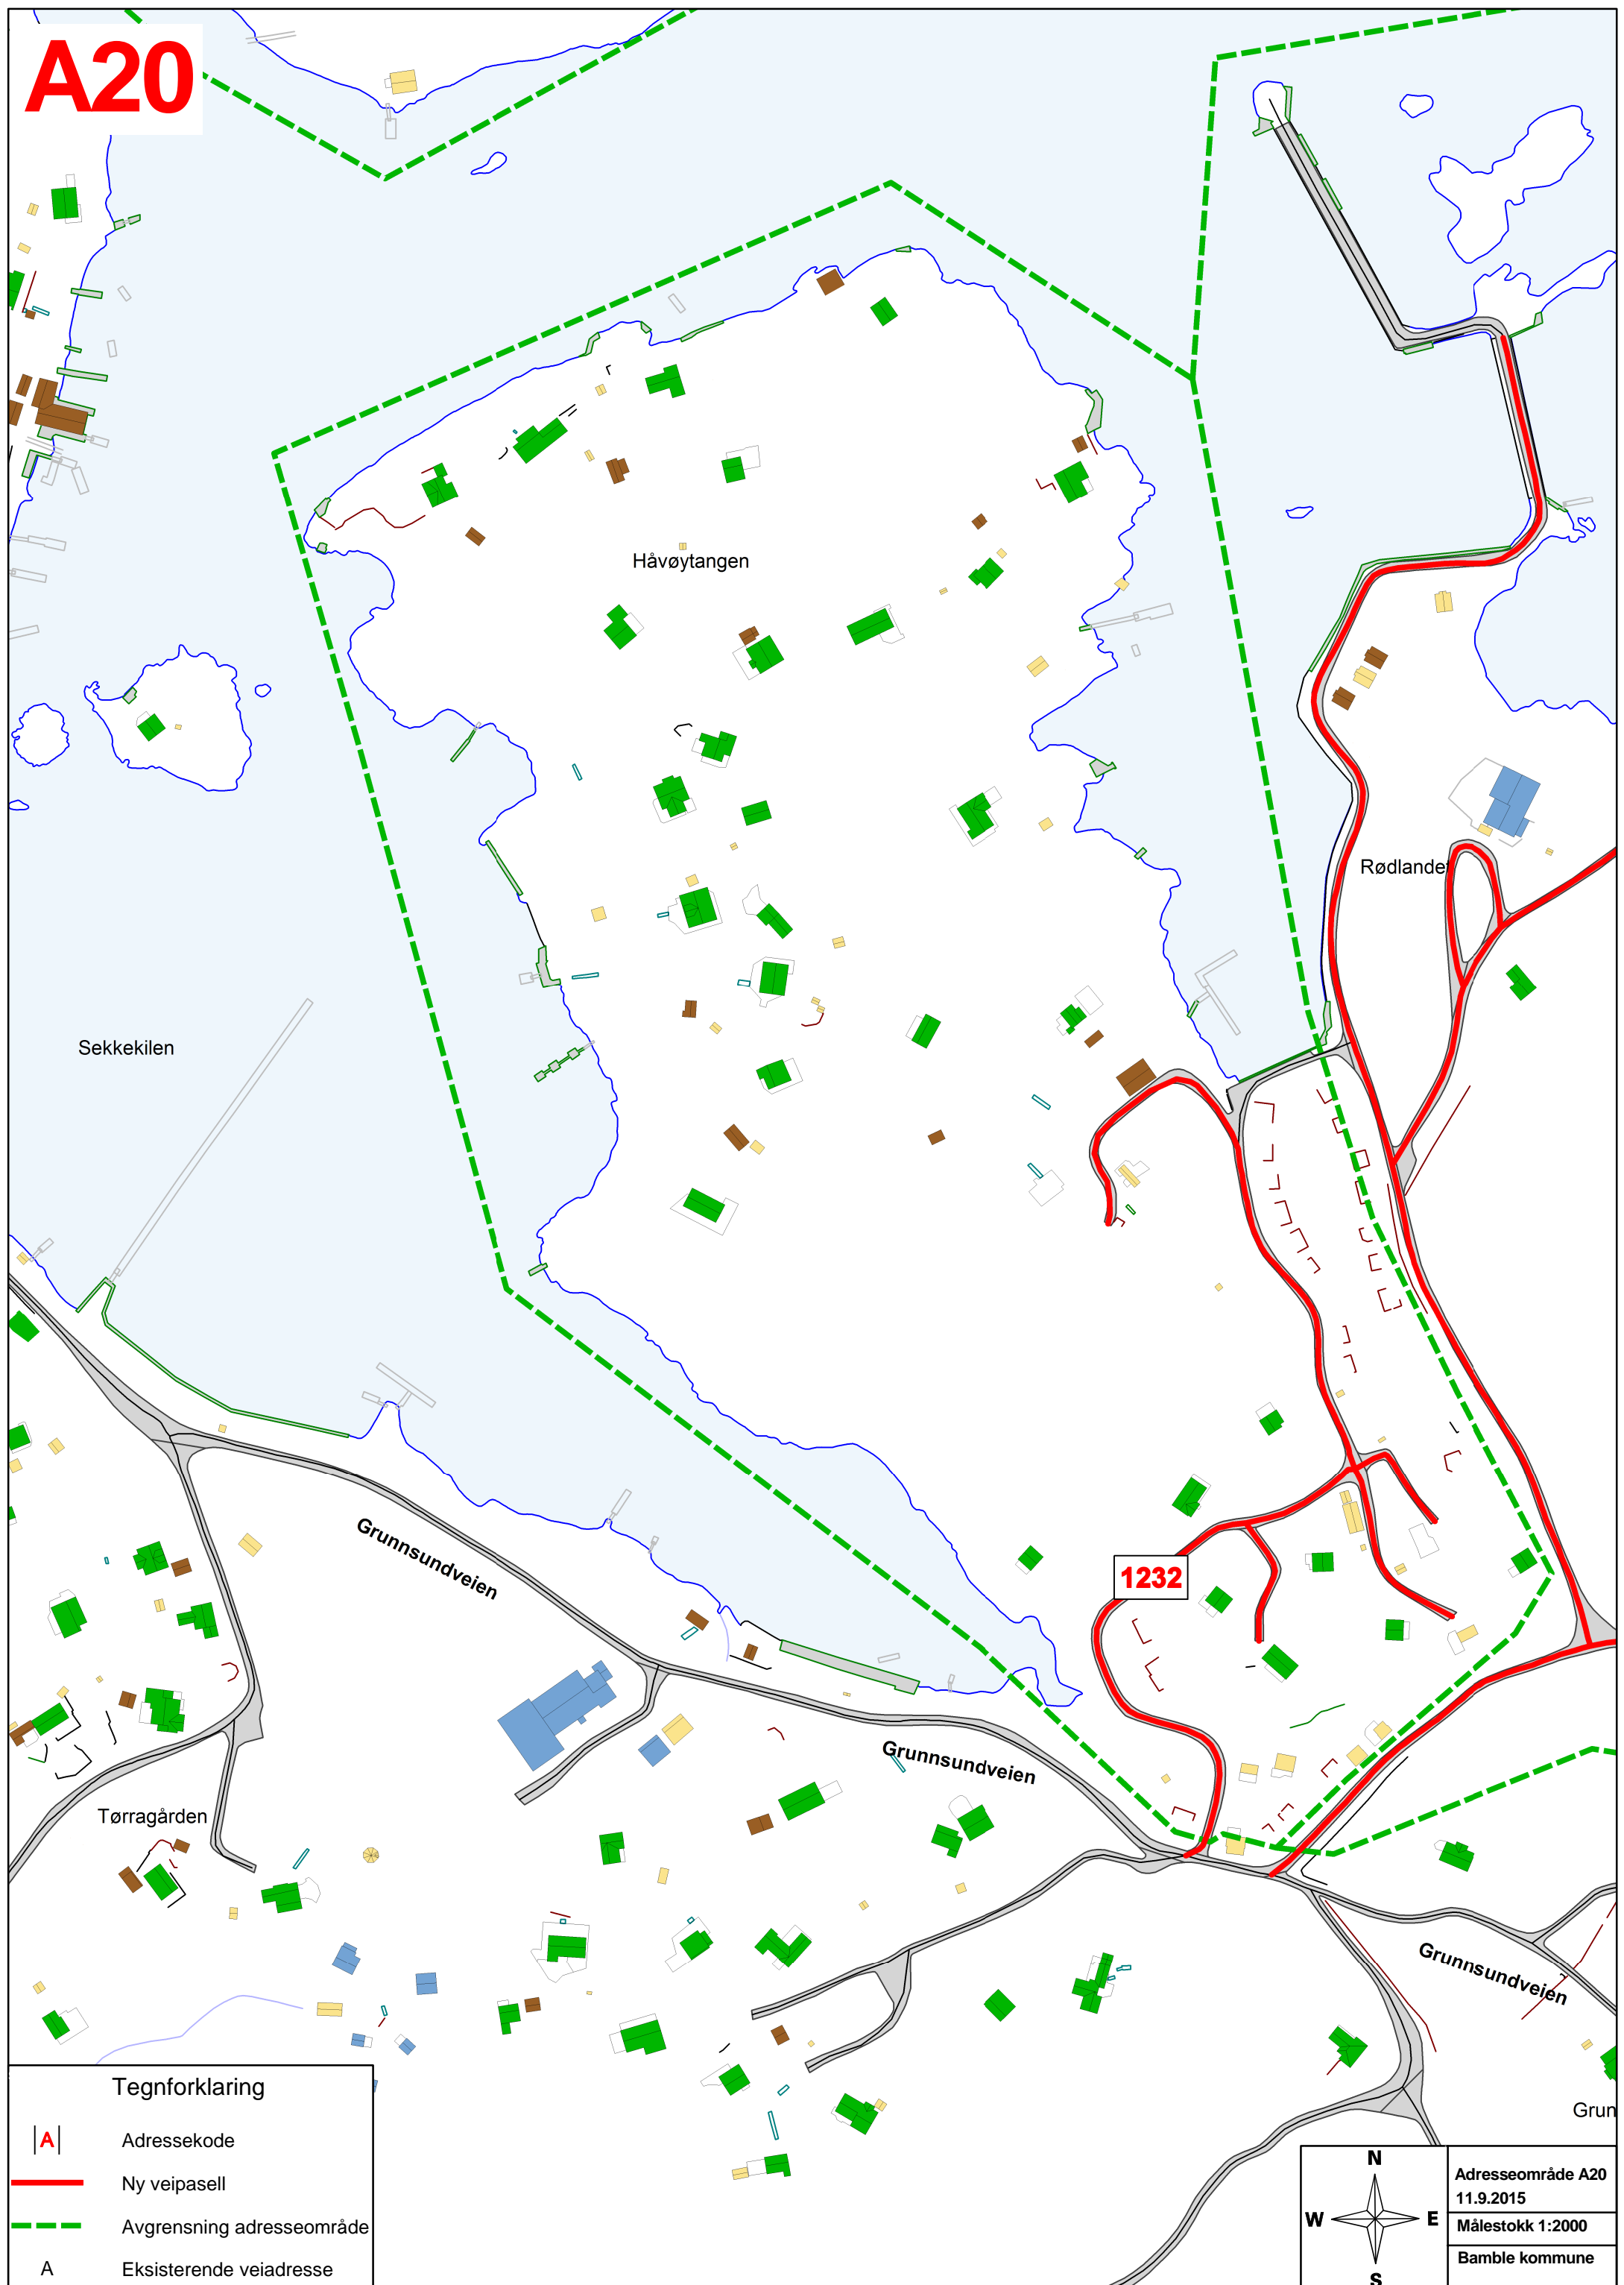 A20
Håvøytangen
Rødlandet
Sekkekilen
Grunnsundveien
1232
Grunnsundveien
Tørragården
Grunnsundveien
Grun
Tegnforklaring
A Adressekode
Ny veipasell
Avgrensning adresseområde
A Eksisterende veiadresse
N
W E
S
Adresseområde A20
11.9.2015
Målestokk 1:2000
Bamble kommune